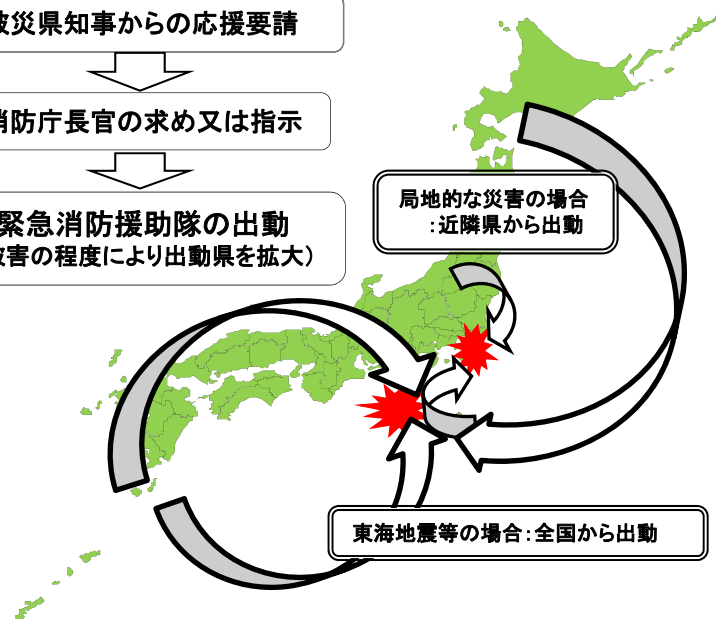 災県知事からの応援要請
防庁長官の求め又は指示
緊急消防援助隊の出動
害の程度により出動県を拡大）
局地的な災害の場合
：近隣県から出動
東海地震等の場合：全国から出動